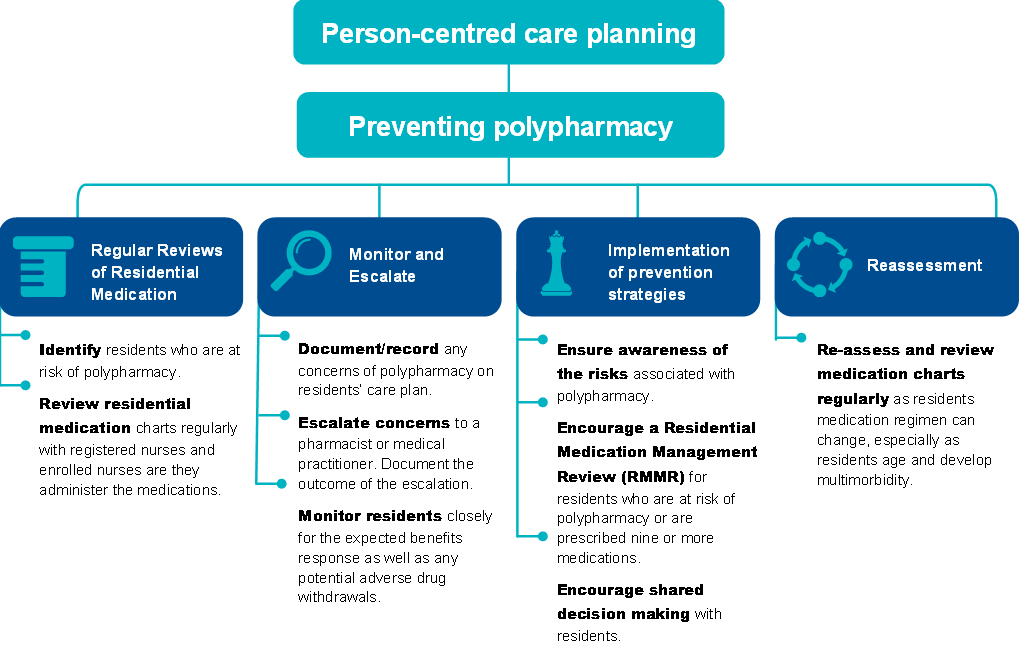 Person-centred care planning
Preventing polypharmacy
Regular Reviews
of Residential
Medication
Identify residents who are at
risk of polypharmacy.
Review residential
medication charts regularly
with registered nurses and
enrolled nurses are they
administer the medications.
Monitor and
Escalate
Document/record any
concerns of polypharmacy on
residents' care plan.
Escalate concerns to a
pharmacist or medical
practitioner. Document the
outcome of the escalation.
Monitor residents closely
for the expected benefits
response as well as any
potential adverse drug
withdrawals.
Implementation
of prevention
strategies
Ensure awareness of
the risks associated with
polypharmacy.
Encourage a Residential
Medication Management
Review (RMMR) for
residents who are at risk of
polypharmacy or are
prescribed nine or more
medications.
Encourage shared
decision making with
residents.
Reassessment
Re-assess and review
medication charts
regularly as residents
medication regimen can
change, especially as
residents age and develop
multimorbidity.